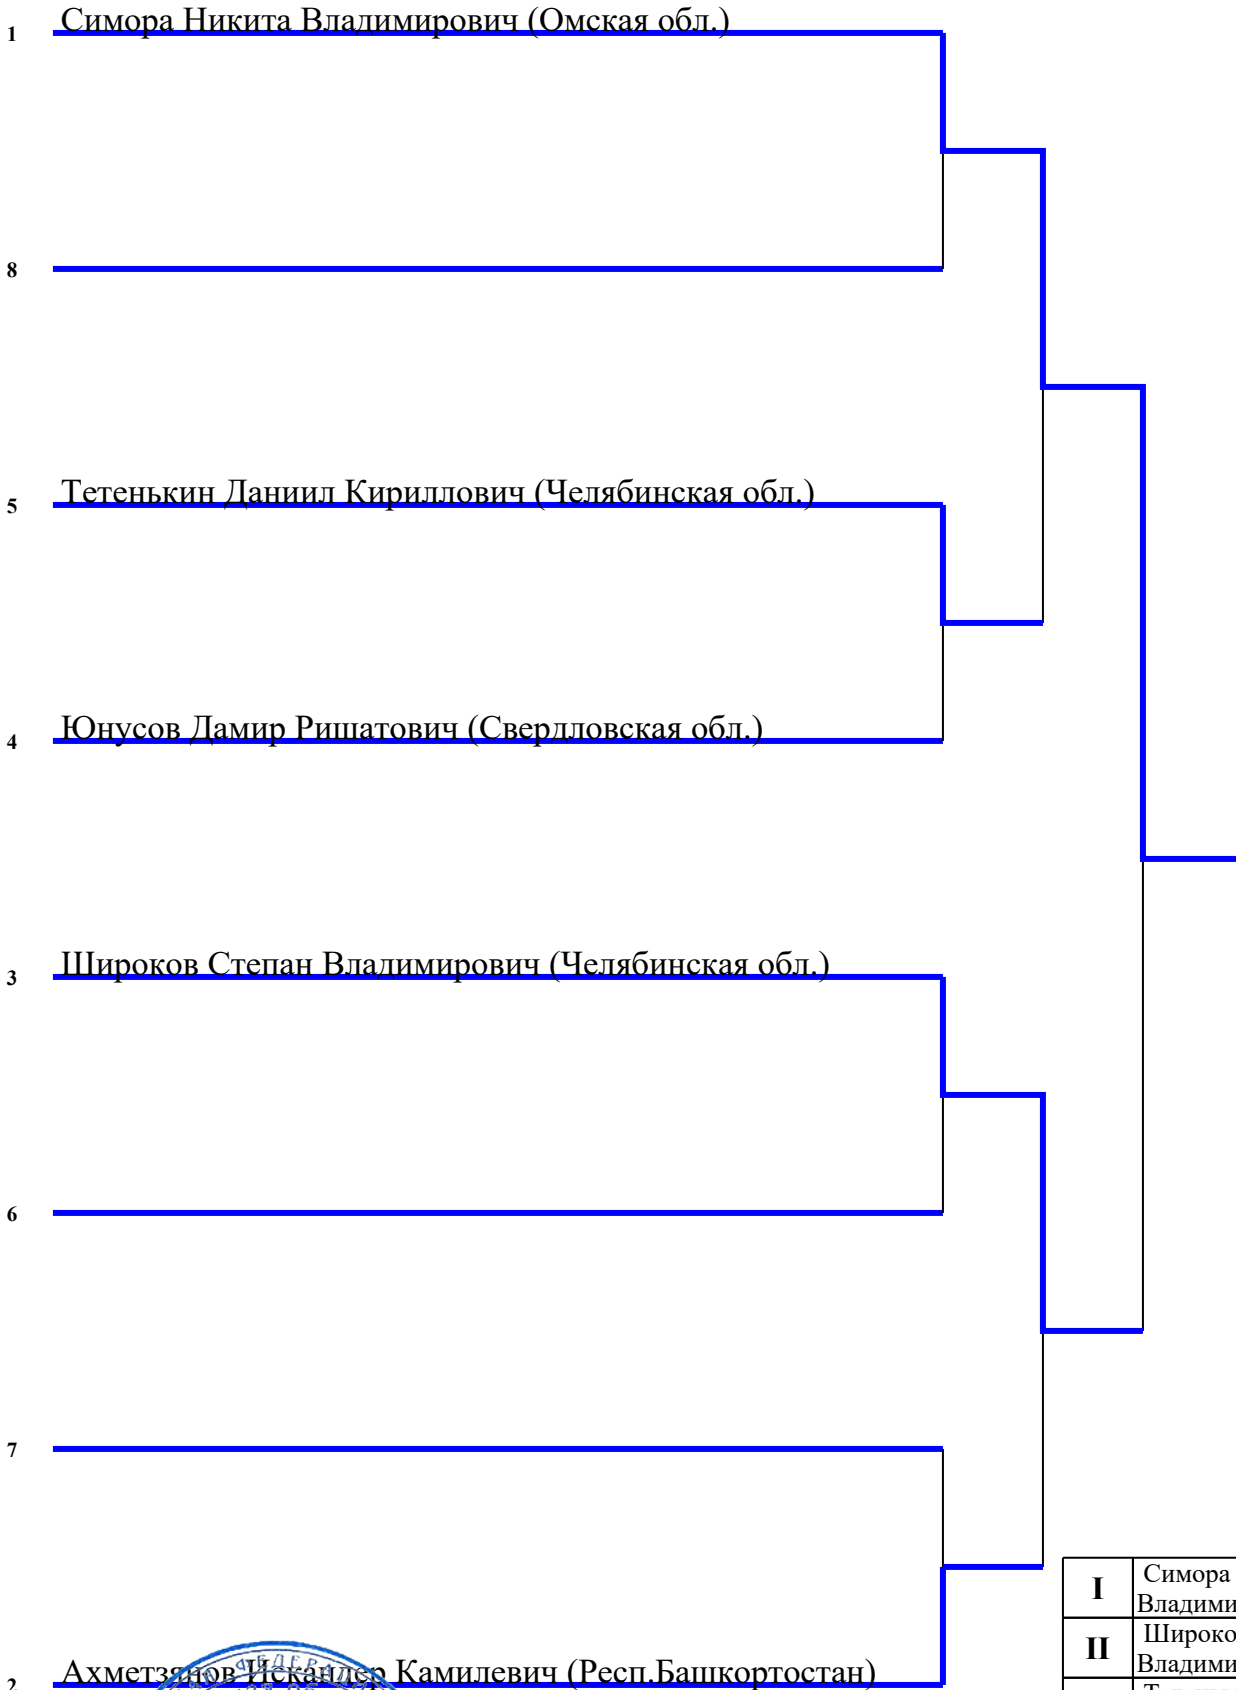 1 Симора Никита Владимирович (Омская обл.)
8
5 Тетенькин Даниил Кириллович (Челябинская обл.)
4 Юнусов Дамир Ришатович (Свердловская обл.)
3 Широков Степан Владимирович (Челябинская обл.)
6
7
I Симора
Владими
II Широко
Владими
2 Ахметзянов Искандер Камилевич (Респ.Башкортостан)